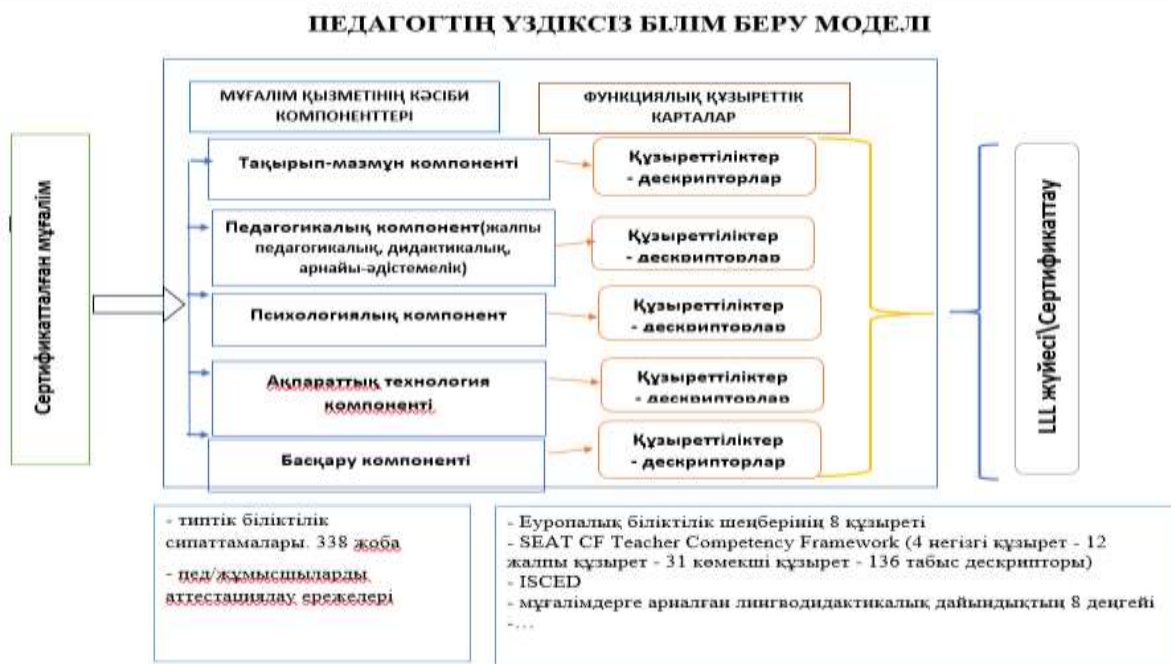 ПЕДАГОГТІҢ ҮЗДІКСІЗ БІЛІМ БЕРУ МОДЕЛІ
Сертификатталған мұғалім
МҰҒАЛІМ ҚЫЗМЕТІНІҢ КӘСІБИ
КОМПОНЕНТТЕРІ
ФУНКЦИЯЛЫҚ ҚҰЗЫРЕТТІК
КАРТАЛАР
Тақырып-мазмұн компоненті
Құзыреттіліктер
- дескрипторлар
Педагогикалық компонент(жалпы
педагогикалық, дидактикалық,
арнайы-әдістемелік)
Құзыреттіліктер
- дескрипторлар
Психологиялық компонент
Құзыреттіліктер
- дескрипторлар
Ақпараттық технология
компоненті
Құзыреттіліктер
- дескрипторлар
Басқару компоненті
Құзыреттіліктер
- дескрипторлар
LLL жүйесі\Сертификаттау
- типтік біліктілік
сипаттамалары. 338 жоба
- пед/жұмысшыларды
аттестациялау ережелері
- Еуропалық біліктілік шеңберінің 8 құзыреті
- SEAT CF Teacher Competency Framework (4 негізгі құзырет - 12
жалпы құзырет - 31 көмекші құзырет - 136 табыс дескрипторы)
- ISCED
- мұғалімдерге арналған лингводидактикалық дайындықтың 8 деңгейі
-...